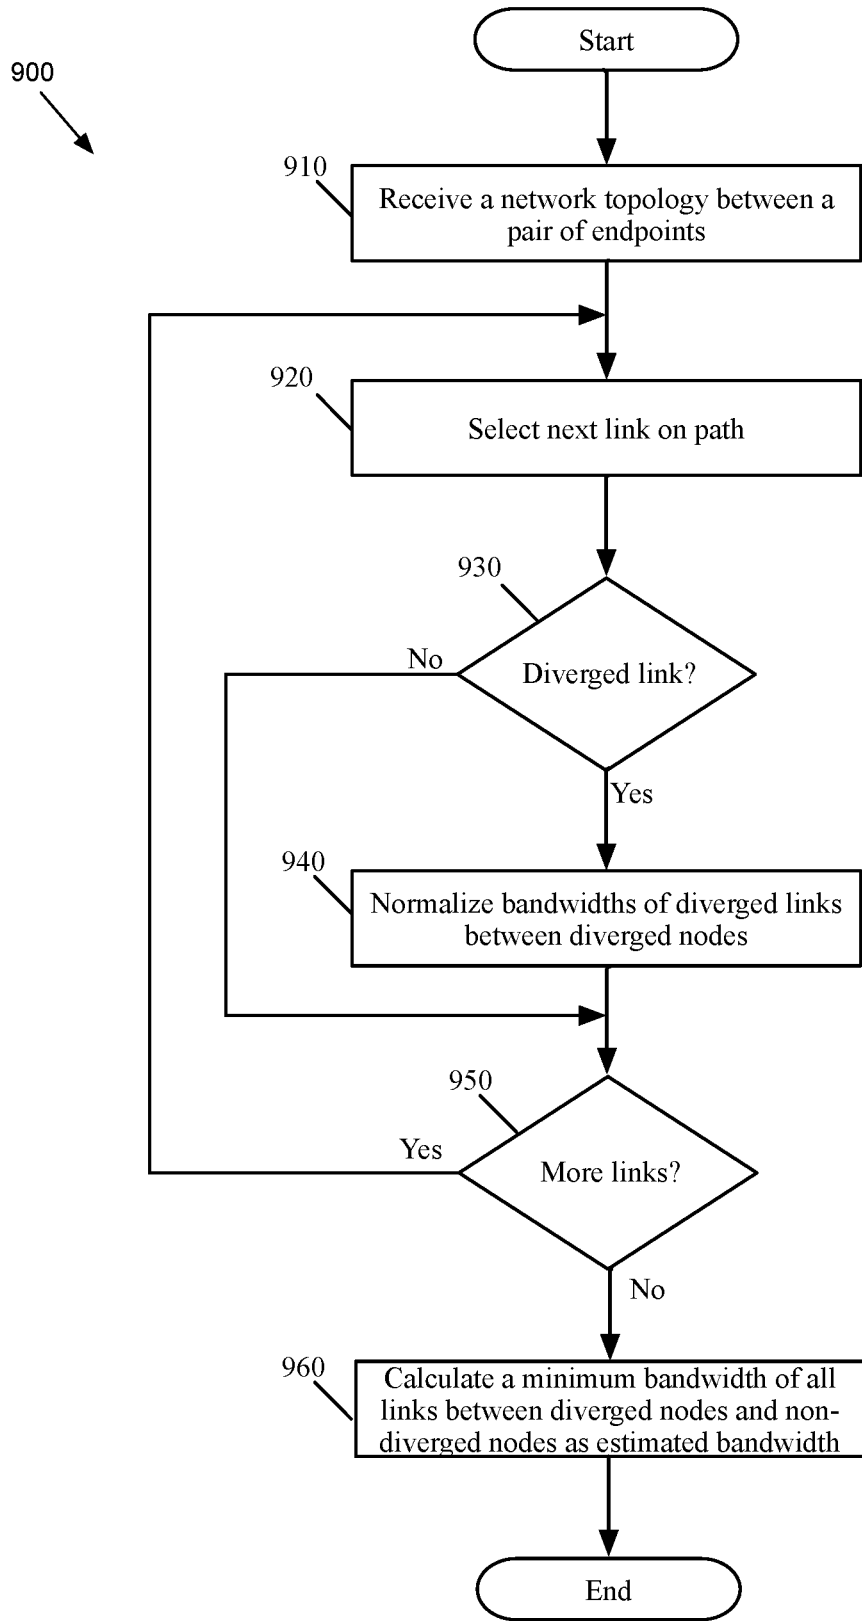 Start
900
910
Receive a network topology between a
pair of endpoints
920
Select next link on path
930
No
Diverged link?
Yes
940
Normalize bandwidths of diverged links
between diverged nodes
950
Yes
More links?
No
960
Calculate a minimum bandwidth of all
links between diverged nodes and non-
diverged nodes as estimated bandwidth
End